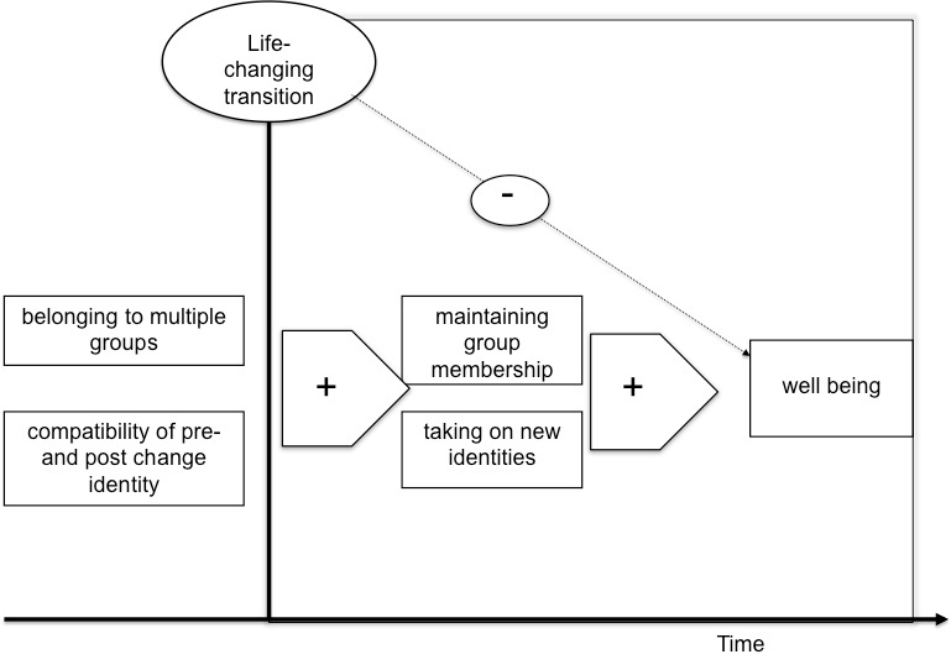 Life-
changing
transition
-
belonging to multiple
groups
compatibility of pre-
and post change
identity
+
maintaining
group
membership
taking on new
identities
+
well being
Time